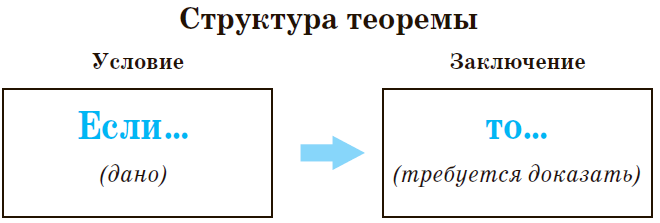 Структура теоремы
Условие
Заключение
Если...
(дано)
то...
(требуется доказать)